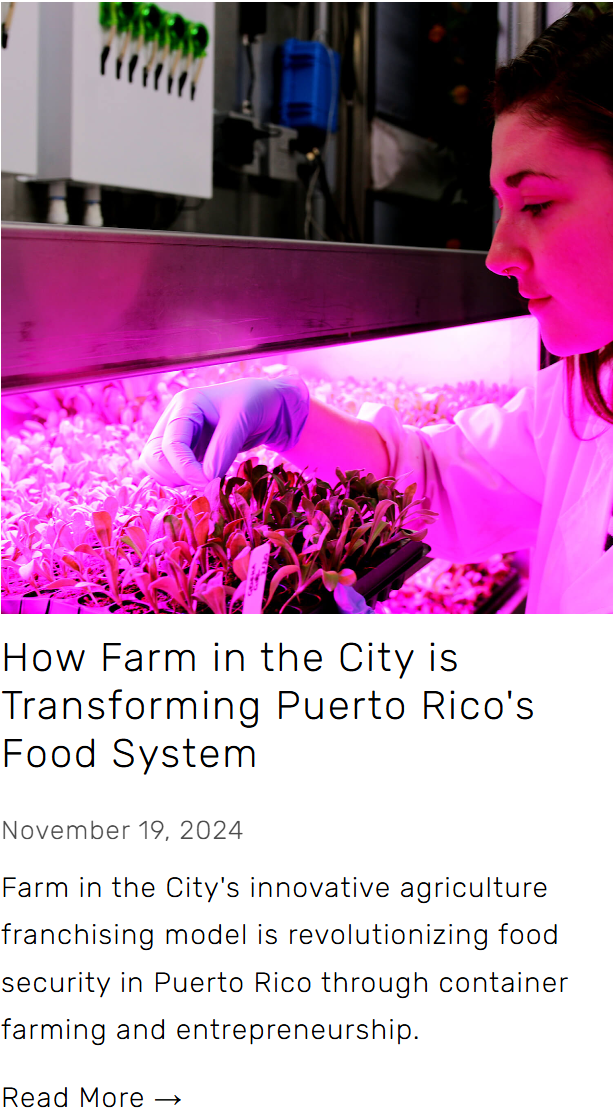 How Farm in the City is
Transforming Puerto Rico's
Food System
November 19, 2024
Farm in the City's innovative agriculture
franchising model is revolutionizing food
security in Puerto Rico through container
farming and entrepreneurship.
Read More →